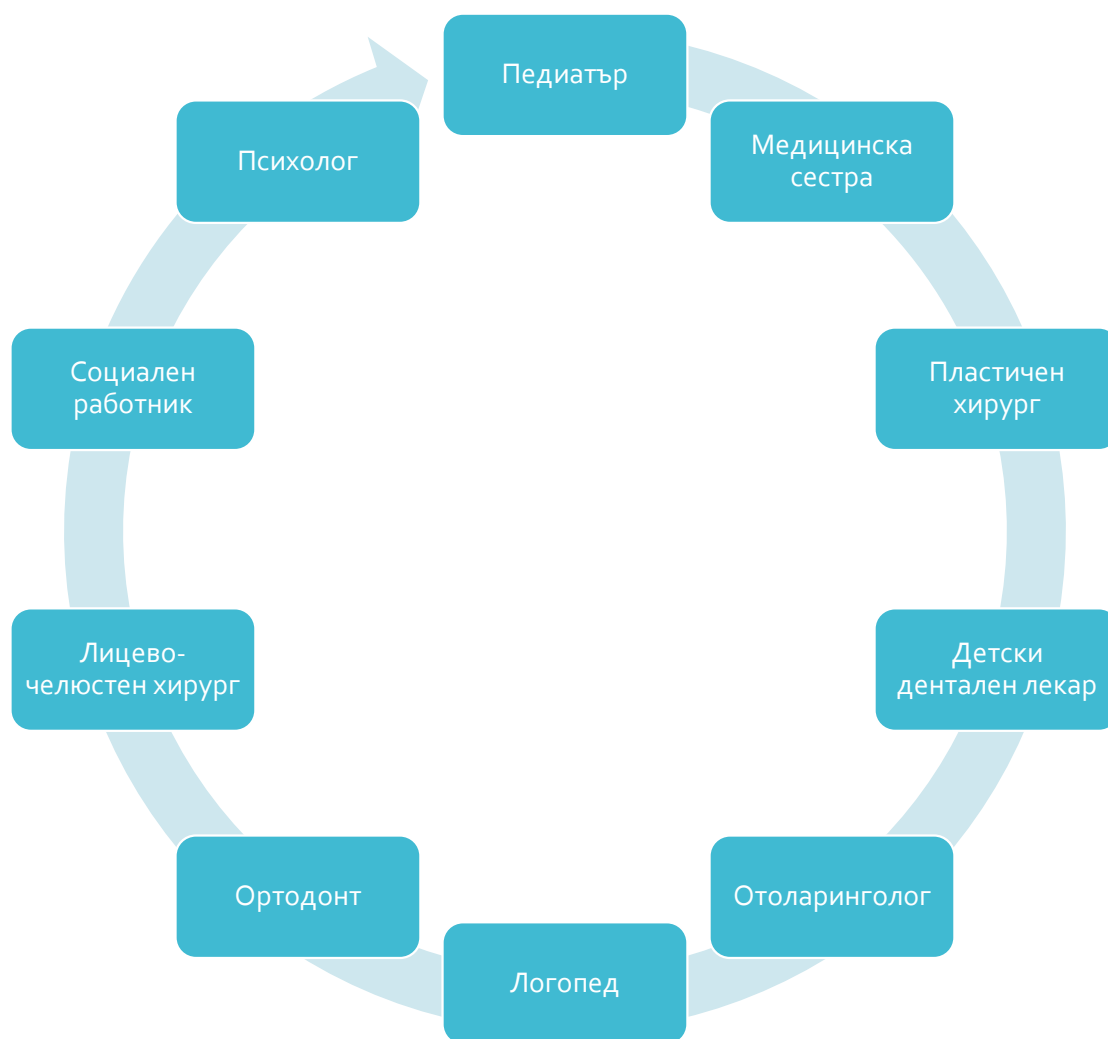 Педиатър
Медицинска
сестра
Пластичен
хирург
Детски
дентален лекар
Отоларинголог
Логопед
Ортодонт
Лицево-
челюстен хирург
Социален
работник
Психолог